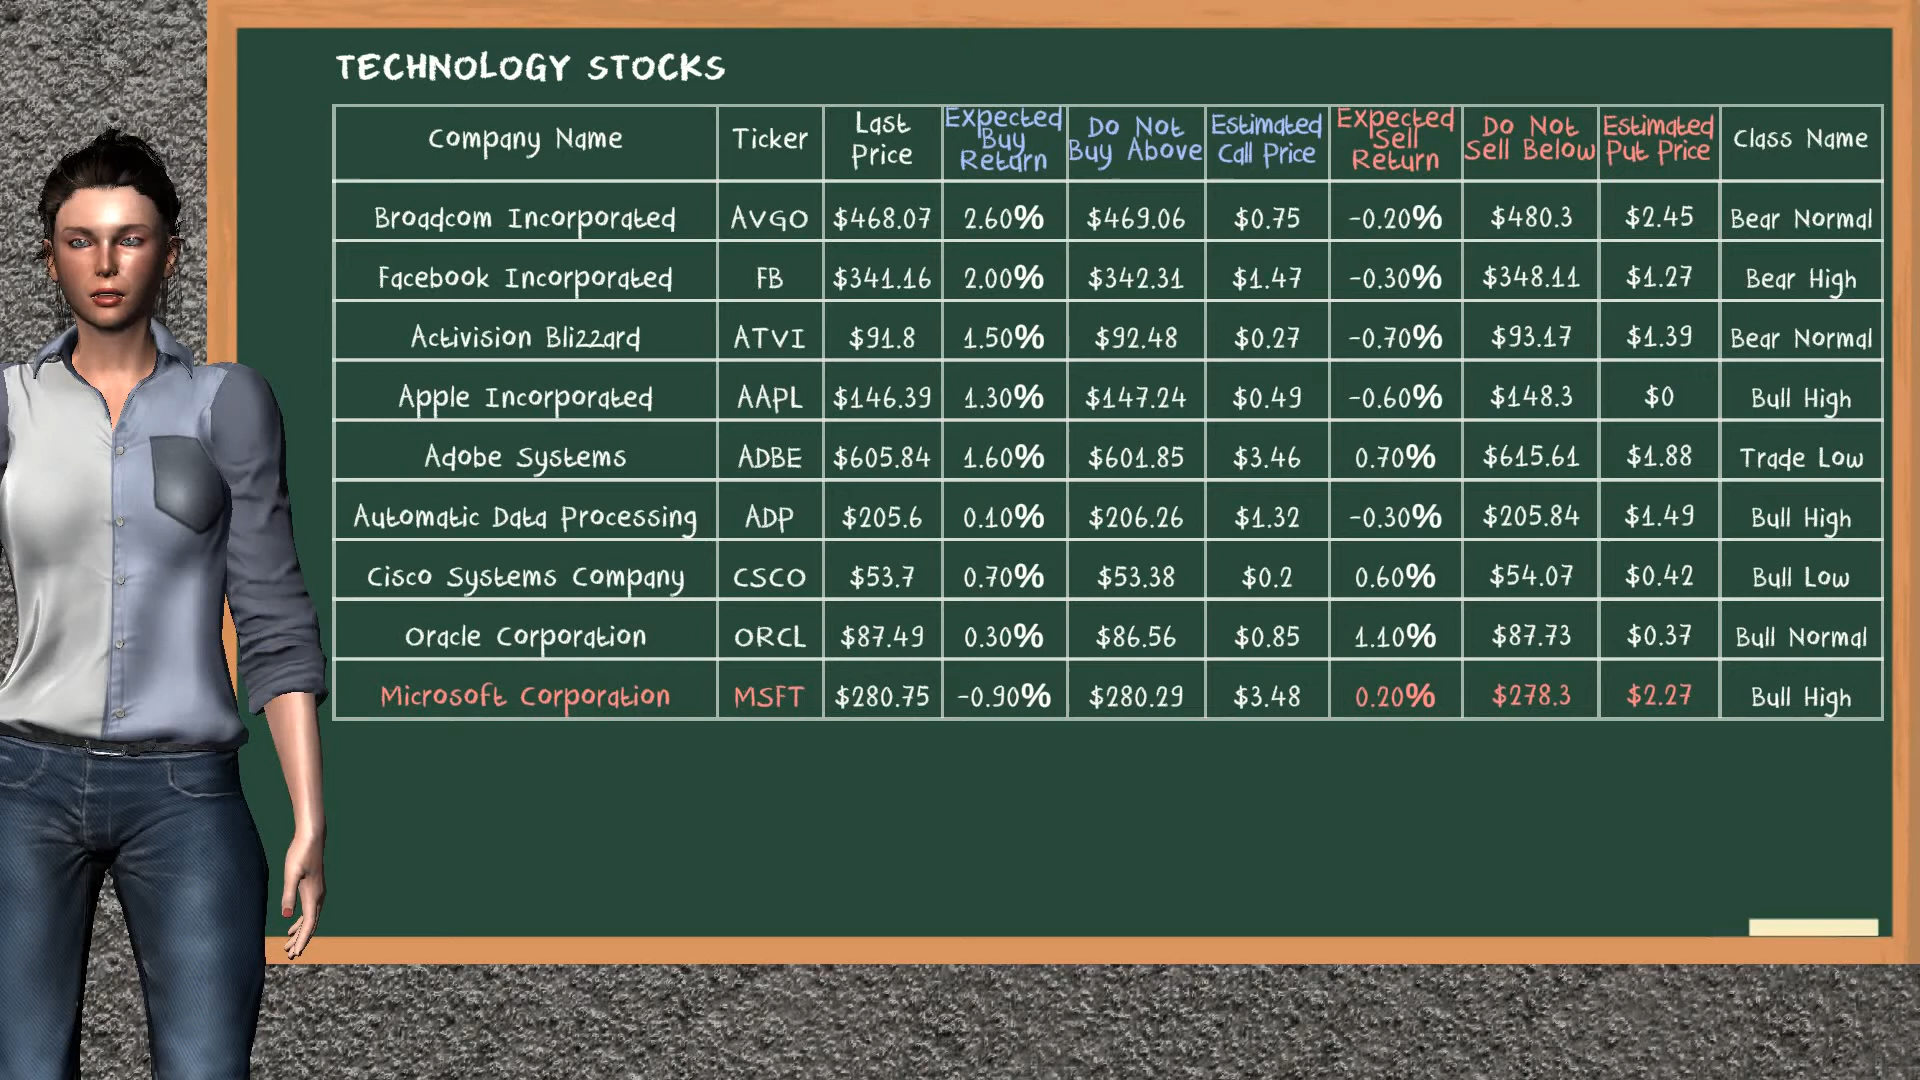 TECHNOLOGY STOCKS
Company Name Ticker Last Price Expected Buy Return Do Not Buy Above Estimated Call Price Expected Sell Return Do Not Sell Below Estimated Put Price Class Name
Broadcom Incorporated AVGO $468.07 2.60% $469.06 $0.75 -0.20% $480.3 $2.45 Bear Normal
Facebook Incorporated FB $341.16 2.00% $342.31 $1.47 -0.30% $348.11 $1.27 Bear High
Activision Blizzard ATVI $91.8 1.50% $92.48 $0.27 -0.70% $93.17 $1.39 Bear Normal
Apple Incorporated AAPL $146.39 1.30% $147.24 $0.49 -0.60% $148.3 $0 Bull High
Adobe Systems ADBE $605.84 1.60% $601.85 $3.46 0.70% $615.61 $1.88 Trade Low
Automatic Data Processing ADP $205.6 0.10% $206.26 $1.32 -0.30% $205.84 $1.49 Bull High
Cisco Systems Company CSCO $53.7 0.70% $53.38 $0.2 0.60% $54.07 $0.42 Bull Low
Oracle Corporation ORCL $87.49 0.30% $86.56 $0.85 1.10% $87.73 $0.37 Bull Normal
Microsoft Corporation MSFT $280.75 -0.90% $280.29 $3.48 0.20% $278.3 $2.27 Bull High